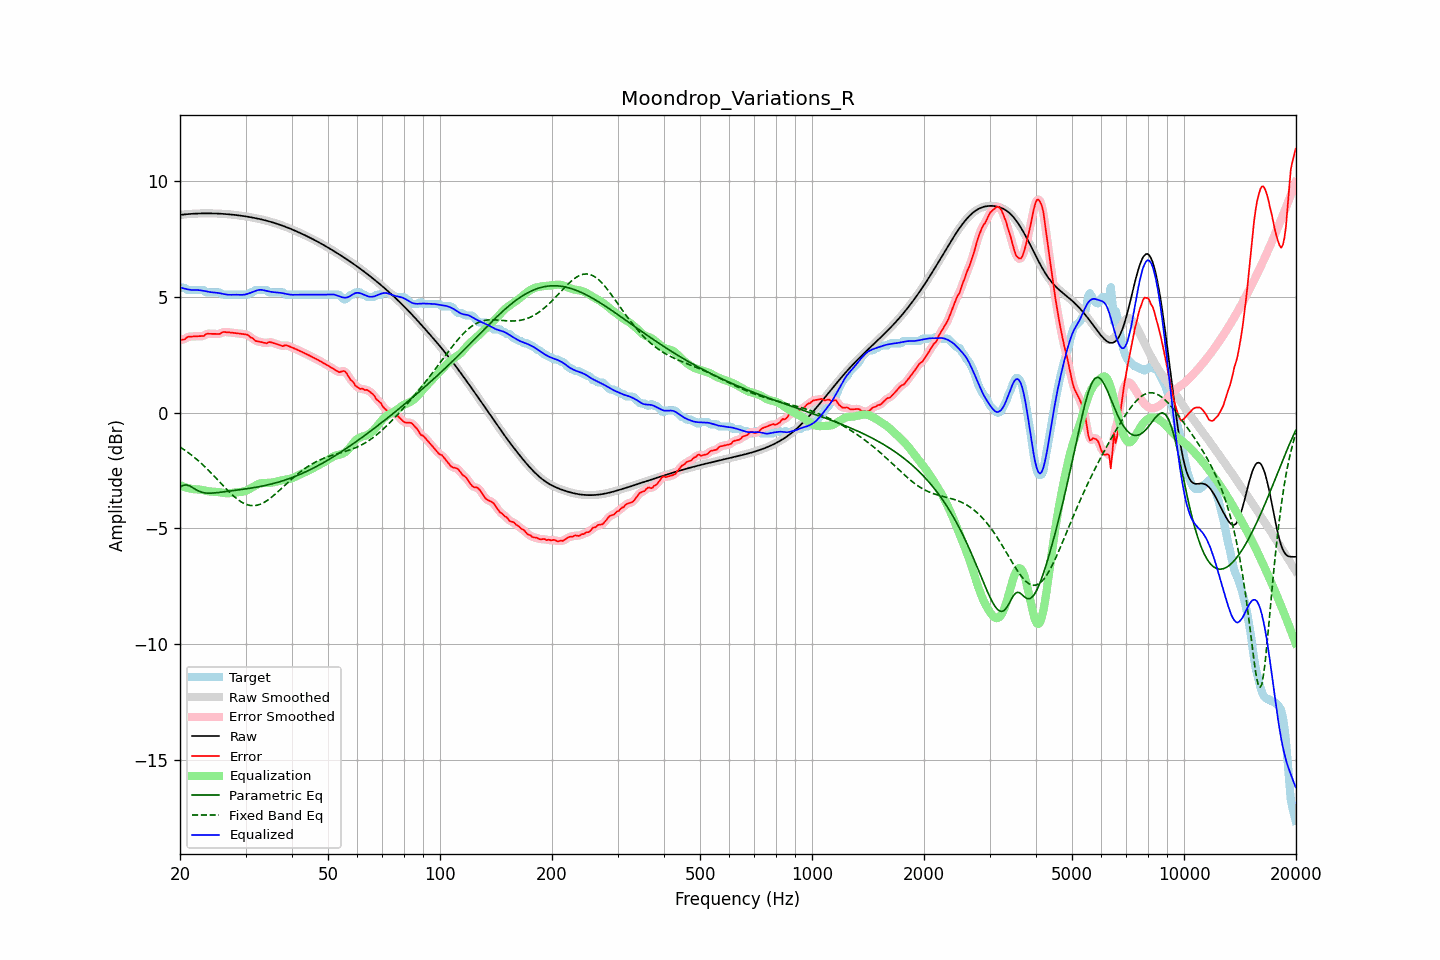 Moondrop_Variations_R
Amplitude (dBr)
10
5
0
−5
−10
−15
Target
Raw Smoothed
Error Smoothed
Raw
Error
Equalization
Parametric Eq
Fixed Band Eq
Equalized
20 50 100 200 500 1000 2000 5000 10000 20000
Frequency (Hz)